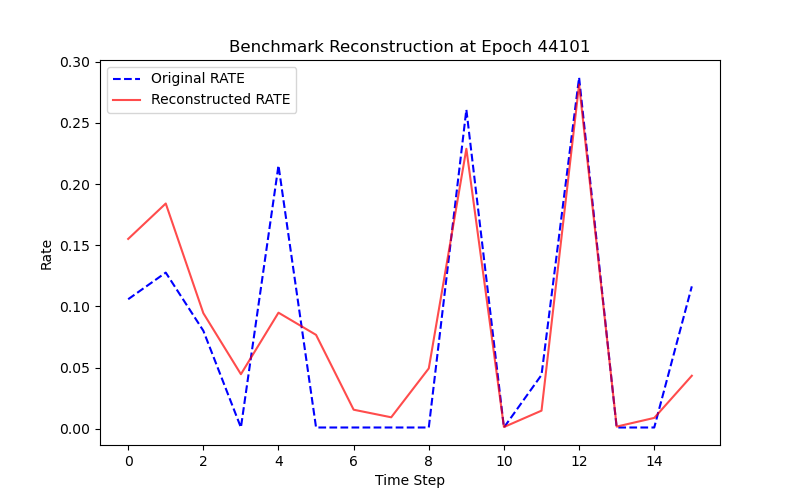 Benchmark Reconstruction at Epoch 44101
Original RATE
Reconstructed RATE
Rate
0.30
0.25
0.20
0.15
0.10
0.05
0.00
0 2 4 6 8 10 12 14
Time Step